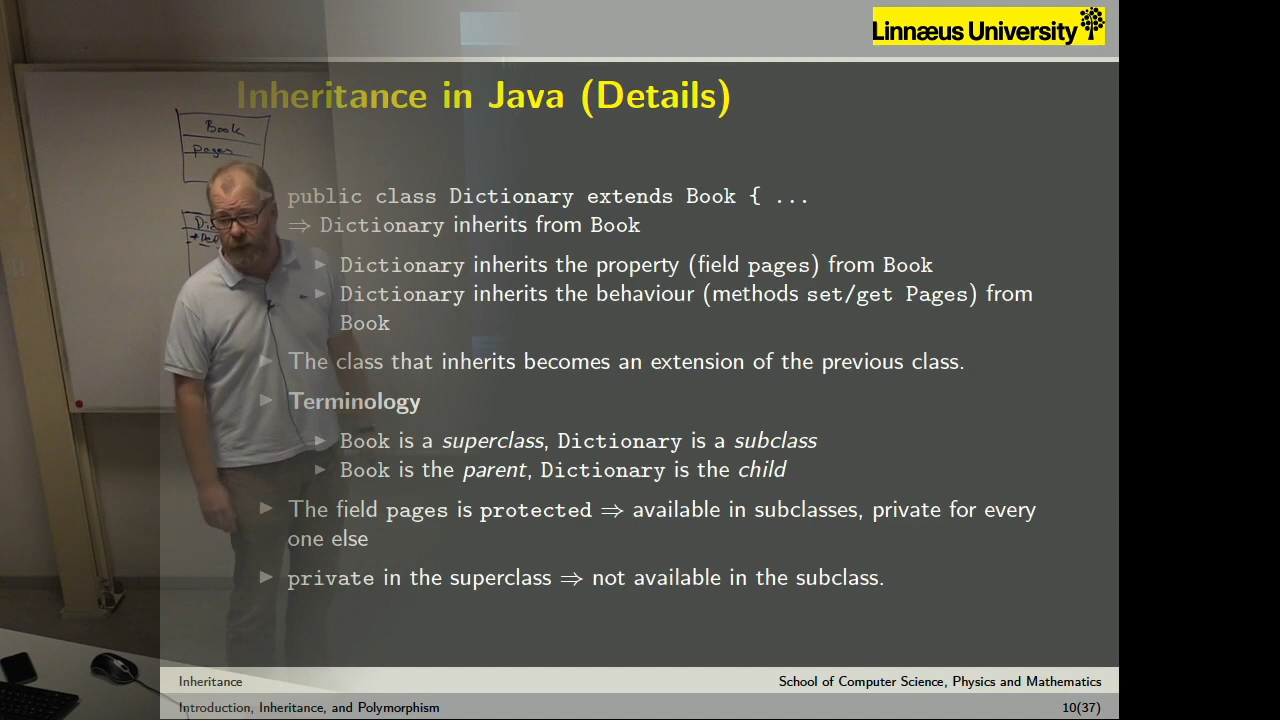 Linnæus University
Inheritance in Java (Details)
Book
pages
▶ public class Dictionary extends Book { ...
⇒ Dictionary inherits from Book
▶ Dictionary inherits the property (field pages) from Book
▶ Dictionary inherits the behaviour (methods set/get Pages) from
Book
▶ The class that inherits becomes an extension of the previous class.
▶ Terminology
▶ Book is a superclass, Dictionary is a subclass
▶ Book is the parent, Dictionary is the child
▶ The field pages is protected ⇒ available in subclasses, private for every
one else
▶ private in the superclass ⇒ not available in the subclass.
Inheritance
School of Computer Science, Physics and Mathematics
Introduction, Inheritance, and Polymorphism
10(37)